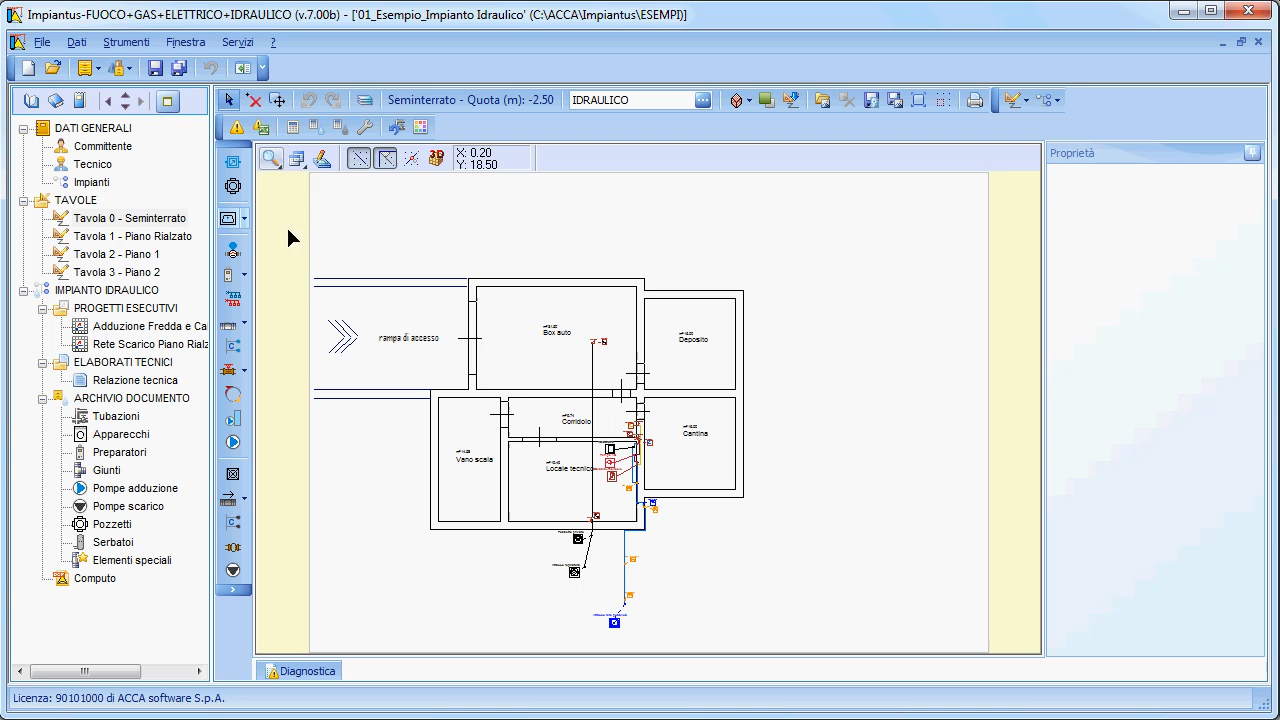 Impiantus-FUOCO+GAS+ELETTRICO+IDRAULICO (v.7.00b) - ['01_Esempio_Impianto Idraulico' (C:\ACCA\Impiantus\ESEMPI)]
File Dati Strumenti Finestra Servizi ?
Seminterrato - Quota (m): -2.50
IDRAULICO
X: 0.20
Y: 18.50
3D
Proprietà
DATI GENERALI
Committente
Tecnico
Impianti
TAVOLE
Tavola 0 - Seminterrato
Tavola 1 - Piano Rialzato
Tavola 2 - Piano 1
Tavola 3 - Piano 2
IMPIANTO IDRAULICO
PROGETTI ESECUTIVI
Adduzione Fredda e Ca
Rete Scarico Piano Rialz
ELABORATI TECNICI
Relazione tecnica
ARCHIVIO DOCUMENTO
Tubazioni
Apparecchi
Preparatori
Giunti
Pompe adduzione
Pompe scarico
Pozzetti
Serbatoi
Elementi speciali
Computo
rampa di accesso
Box auto
Deposito
Corridoio
Cantina
Vano scala
Locale tecnico
Diagnostica
Licenza: 90101000 di ACCA software S.p.A.